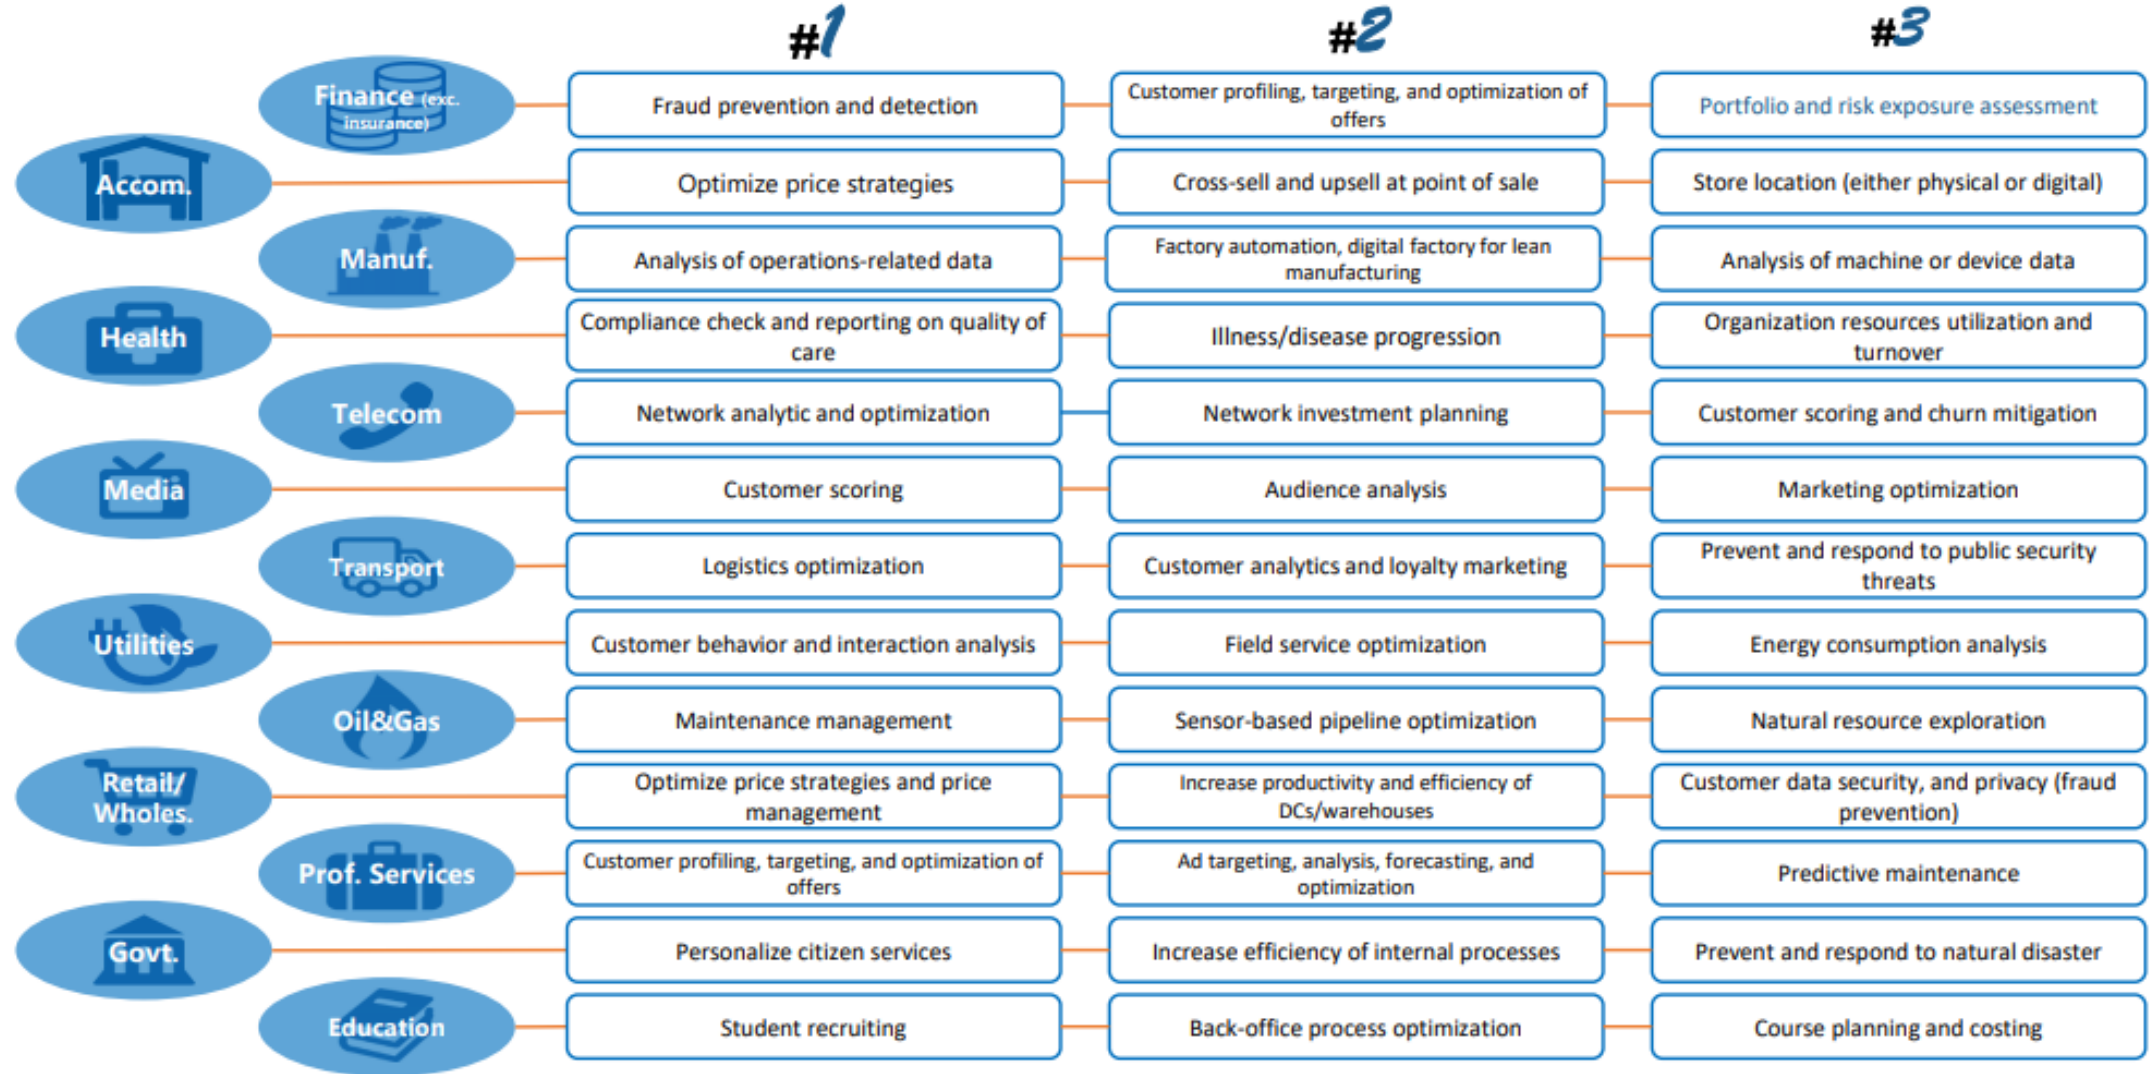 #1
#2
#3
Finance (exc.
insurance)
Fraud prevention and detection
Customer profiling, targeting, and optimization of
offers
Portfolio and risk exposure assessment
Accom.
Optimize price strategies
Cross-sell and upsell at point of sale
Store location (either physical or digital)
Manuf.
Analysis of operations-related data
Factory automation, digital factory for lean
manufacturing
Analysis of machine or device data
Health
Compliance check and reporting on quality of
care
Illness/disease progression
Organization resources utilization and
turnover
Telecom
Network analytic and optimization
Network investment planning
Customer scoring and churn mitigation
Media
Customer scoring
Audience analysis
Marketing optimization
Transport
Logistics optimization
Customer analytics and loyalty marketing
Prevent and respond to public security
threats
Utilities
Customer behavior and interaction analysis
Field service optimization
Energy consumption analysis
Oil&Gas
Maintenance management
Sensor-based pipeline optimization
Natural resource exploration
Retail/
Wholes.
Optimize price strategies and price
management
Increase productivity and efficiency of
DCs/warehouses
Customer data security, and privacy (fraud
prevention)
Prof. Services
Customer profiling, targeting, and optimization of
offers
Ad targeting, analysis, forecasting, and
optimization
Predictive maintenance
Govt.
Personalize citizen services
Increase efficiency of internal processes
Prevent and respond to natural disaster
Education
Student recruiting
Back-office process optimization
Course planning and costing